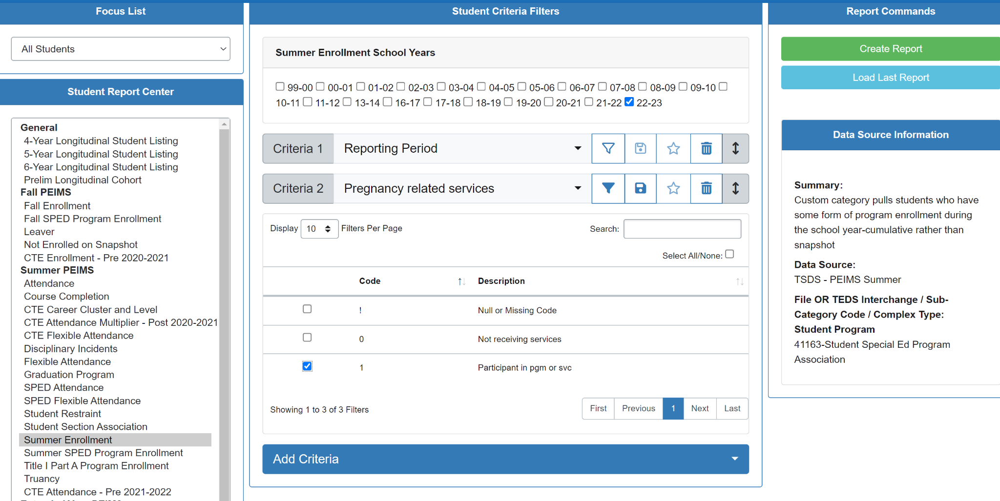 Focus List
All Students
Student Report Center
General
4-Year Longitudinal Student Listing
5-Year Longitudinal Student Listing
6-Year Longitudinal Student Listing
Prelim Longitudinal Cohort
Fall PEIMS
Fall Enrollment
Fall SPED Program Enrollment
Leaver
Not Enrolled on Snapshot
CTE Enrollment - Pre 2020-2021
Summer PEIMS
Attendance
Course Completion
CTE Career Cluster and Level
CTE Attendance Multiplier - Post 2020-2021
CTE Flexible Attendance
Disciplinary Incidents
Flexible Attendance
Graduation Program
SPED Attendance
SPED Flexible Attendance
Student Restraint
Student Section Association
Summer Enrollment
Summer SPED Program Enrollment
Title I Part A Program Enrollment
Truancy
CTE Attendance - Pre 2021-2022
Student Criteria Filters
Summer Enrollment School Years
99-00 00-01 01-02 02-03 03-04 04-05 05-06 06-07 07-08 08-09 09-10
10-11 11-12 13-14 16-17 17-18 18-19 19-20 20-21 21-22 22-23
Criteria 1 Reporting Period
Criteria 2 Pregnancy related services
Display 10 Filters Per Page Search:
Select All/None:
Code Description
! Null or Missing Code
0 Not receiving services
1 Participant in pgm or svc
Showing 1 to 3 of 3 Filters First Previous 1 Next Last
Add Criteria
Report Commands
Create Report
Load Last Report
Data Source Information
Summary:
Custom category pulls students who have
some form of program enrollment during
the school year-cumulative rather than
snapshot
Data Source:
TSDS - PEIMS Summer
File OR TEDS Interchange / Sub-
Category Code / Complex Type:
Student Program
41163-Student Special Ed Program
Association